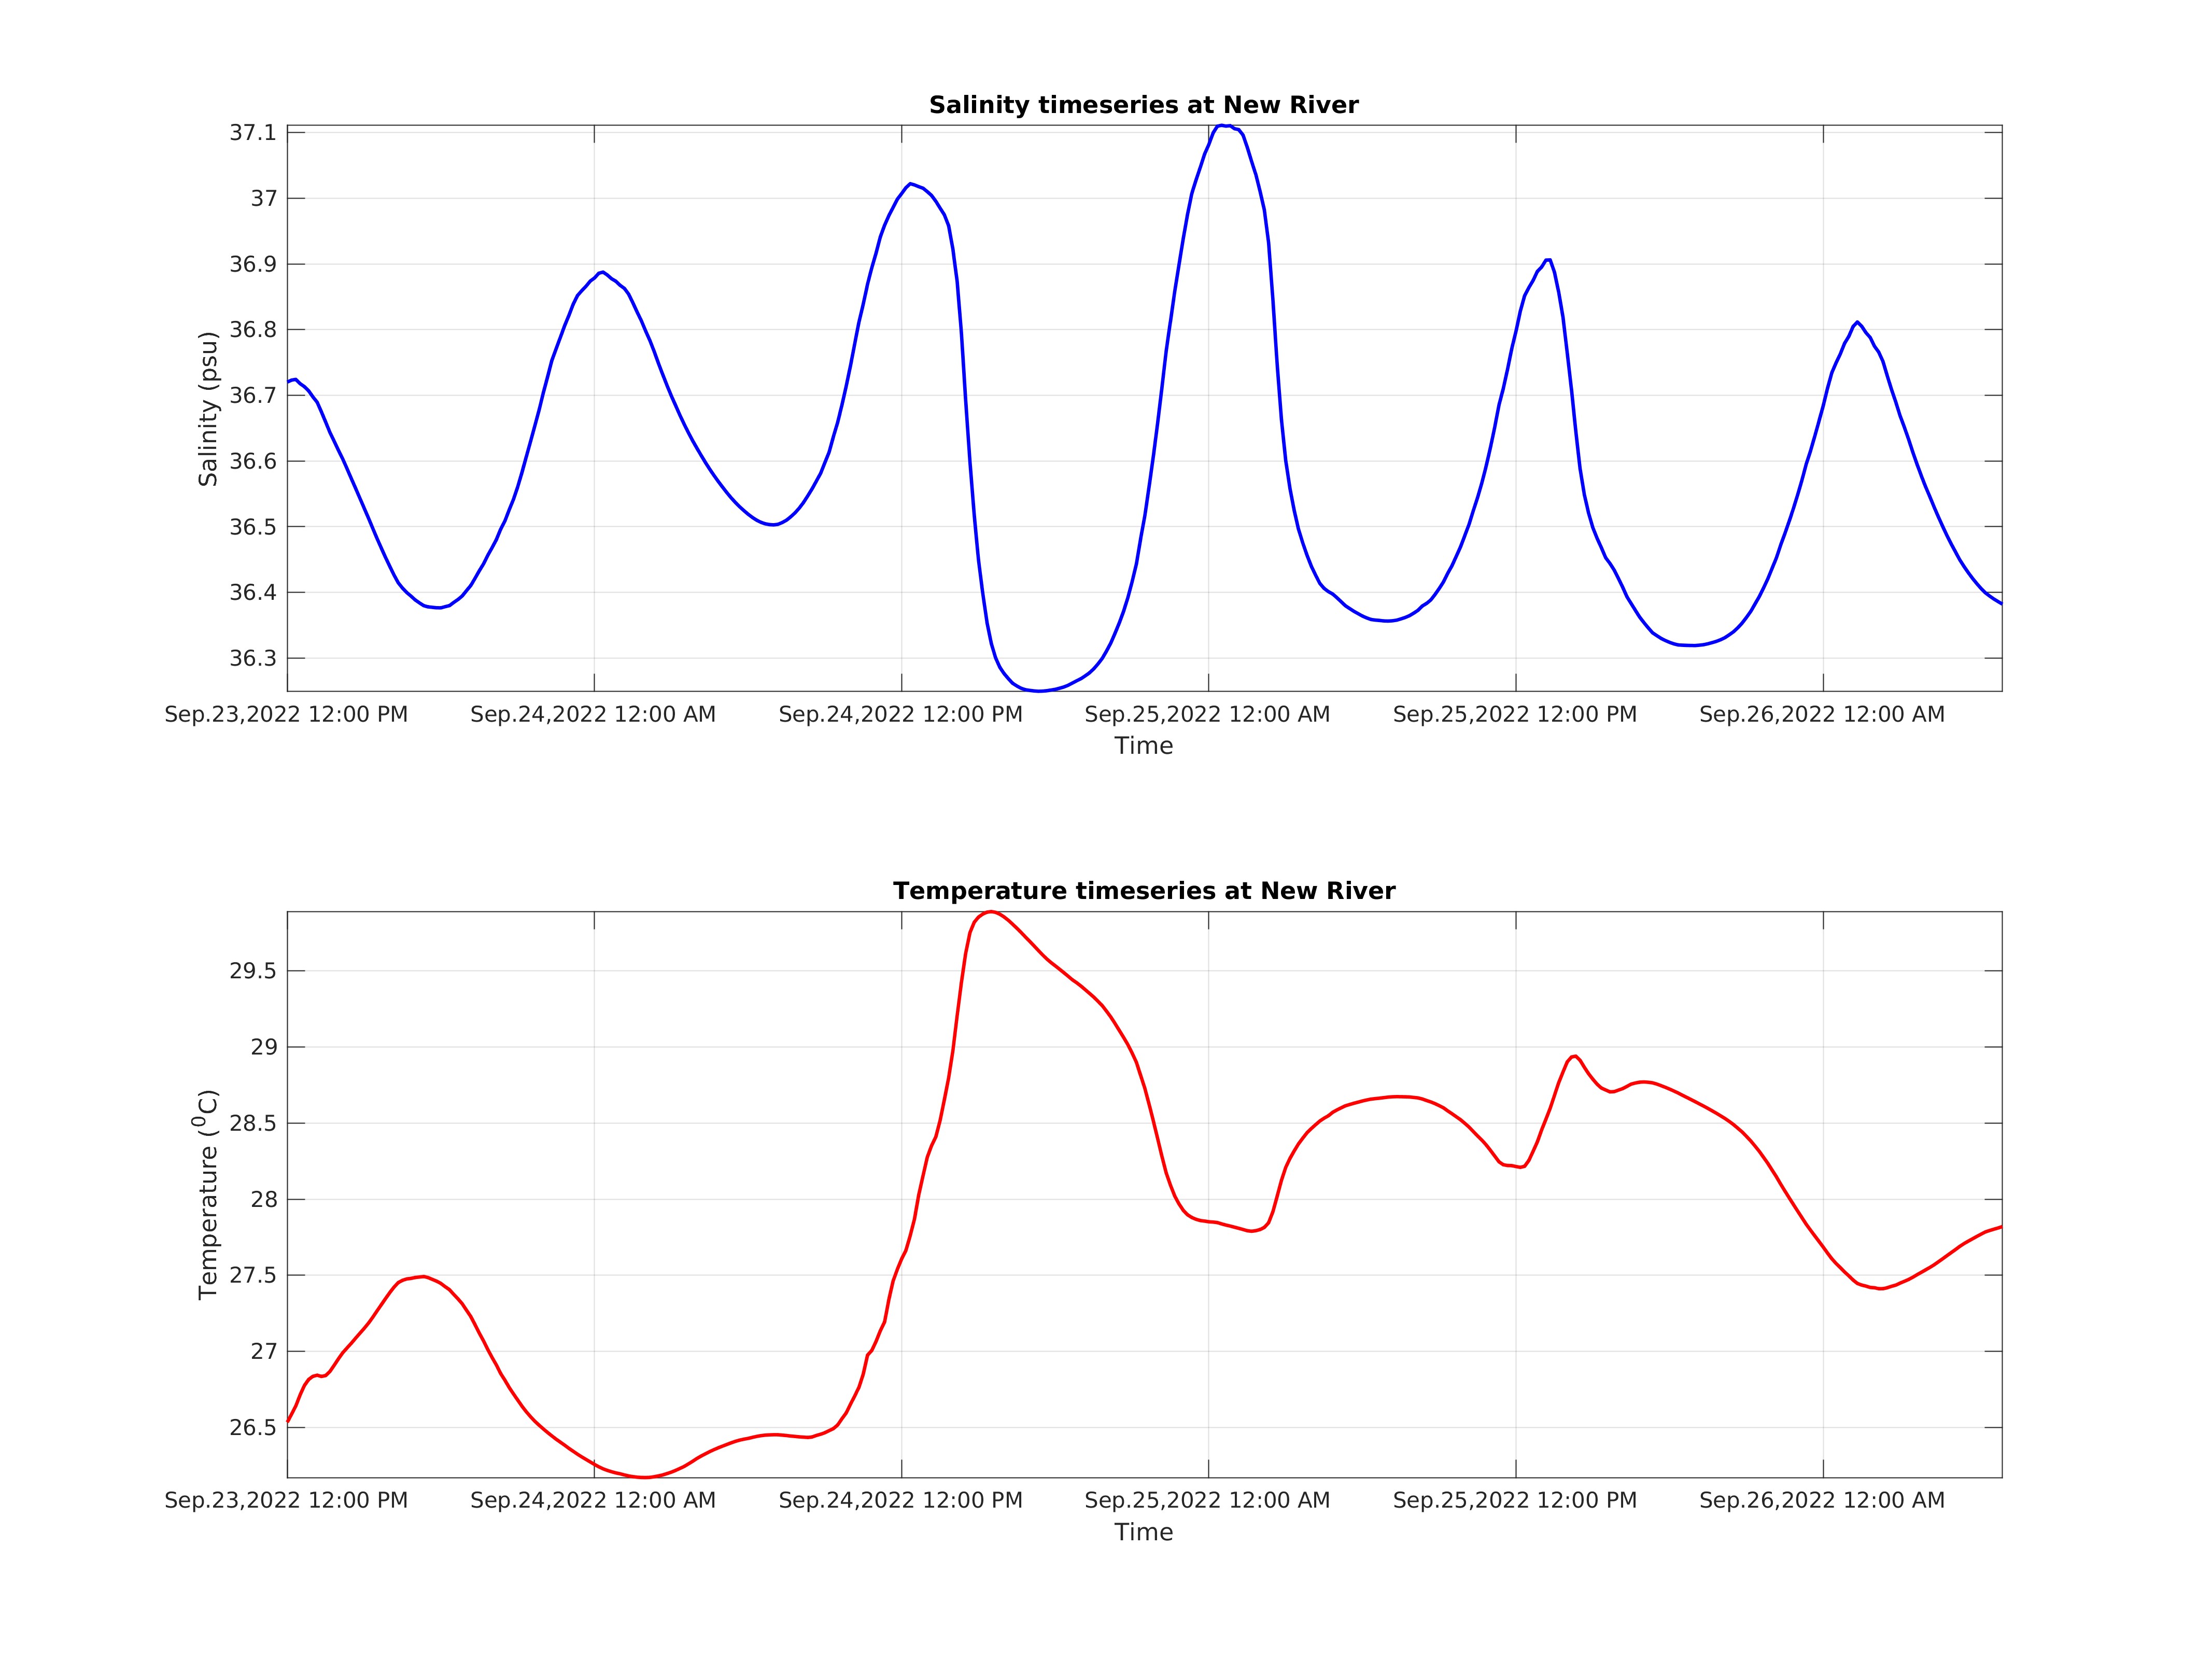 Salinity timeseries at New River
37.1
37
36.9
36.8
36.7
36.6
36.5
36.4
36.3
Salinity (psu)
Sep.23,2022 12:00 PM Sep.24,2022 12:00 AM Sep.24,2022 12:00 PM Sep.25,2022 12:00 AM Sep.25,2022 12:00 PM Sep.26,2022 12:00 AM
Time
Temperature timeseries at New River
29.5
29
28.5
28
27.5
27
26.5
Temperature (⁰C)
Sep.23,2022 12:00 PM Sep.24,2022 12:00 AM Sep.24,2022 12:00 PM Sep.25,2022 12:00 AM Sep.25,2022 12:00 PM Sep.26,2022 12:00 AM
Time